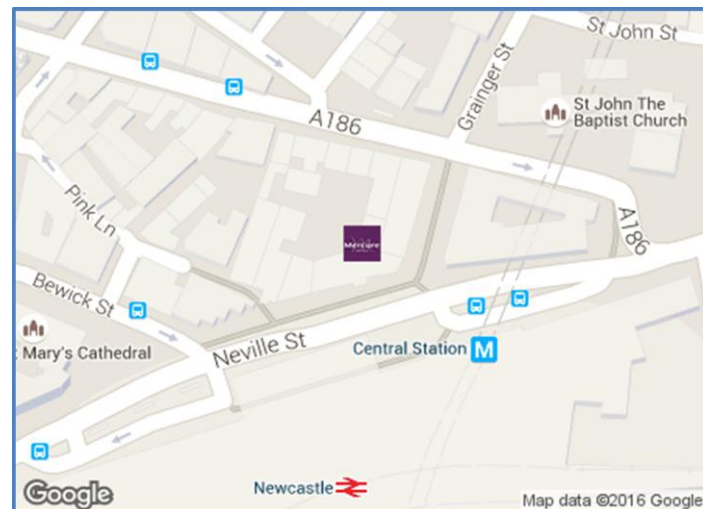 St John St
Grainger St
A186
St John The
Baptist Church
Pink Ln
Mercure
A186
Bewick St
Mary's Cathedral
Neville St
Central Station M
Newcastle
Google
Map data ©2016 Google